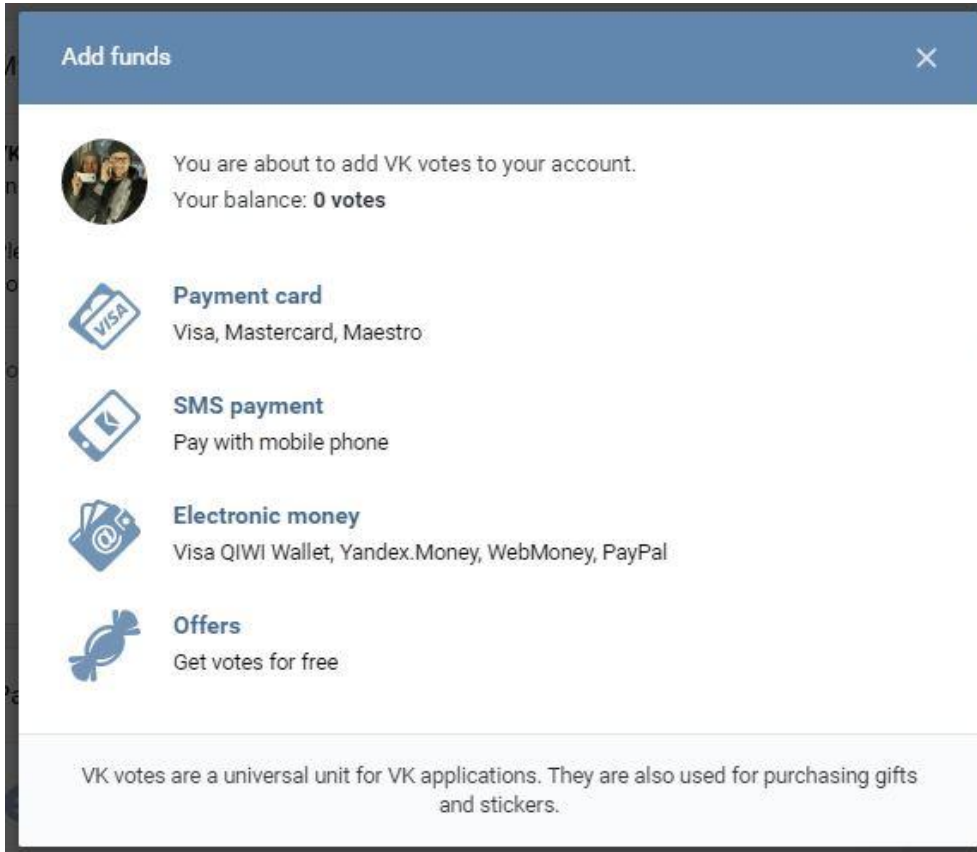 Add funds
You are about to add VK votes to your account.
Your balance: 0 votes
Payment card
VISA
Visa, Mastercard, Maestro
SMS payment
Pay with mobile phone
Electronic money
@
Visa QIWI Wallet, Yandex.Money, WebMoney, PayPal
Offers
Get votes for free
VK votes are a universal unit for VK applications. They are also used for purchasing gifts
and stickers.